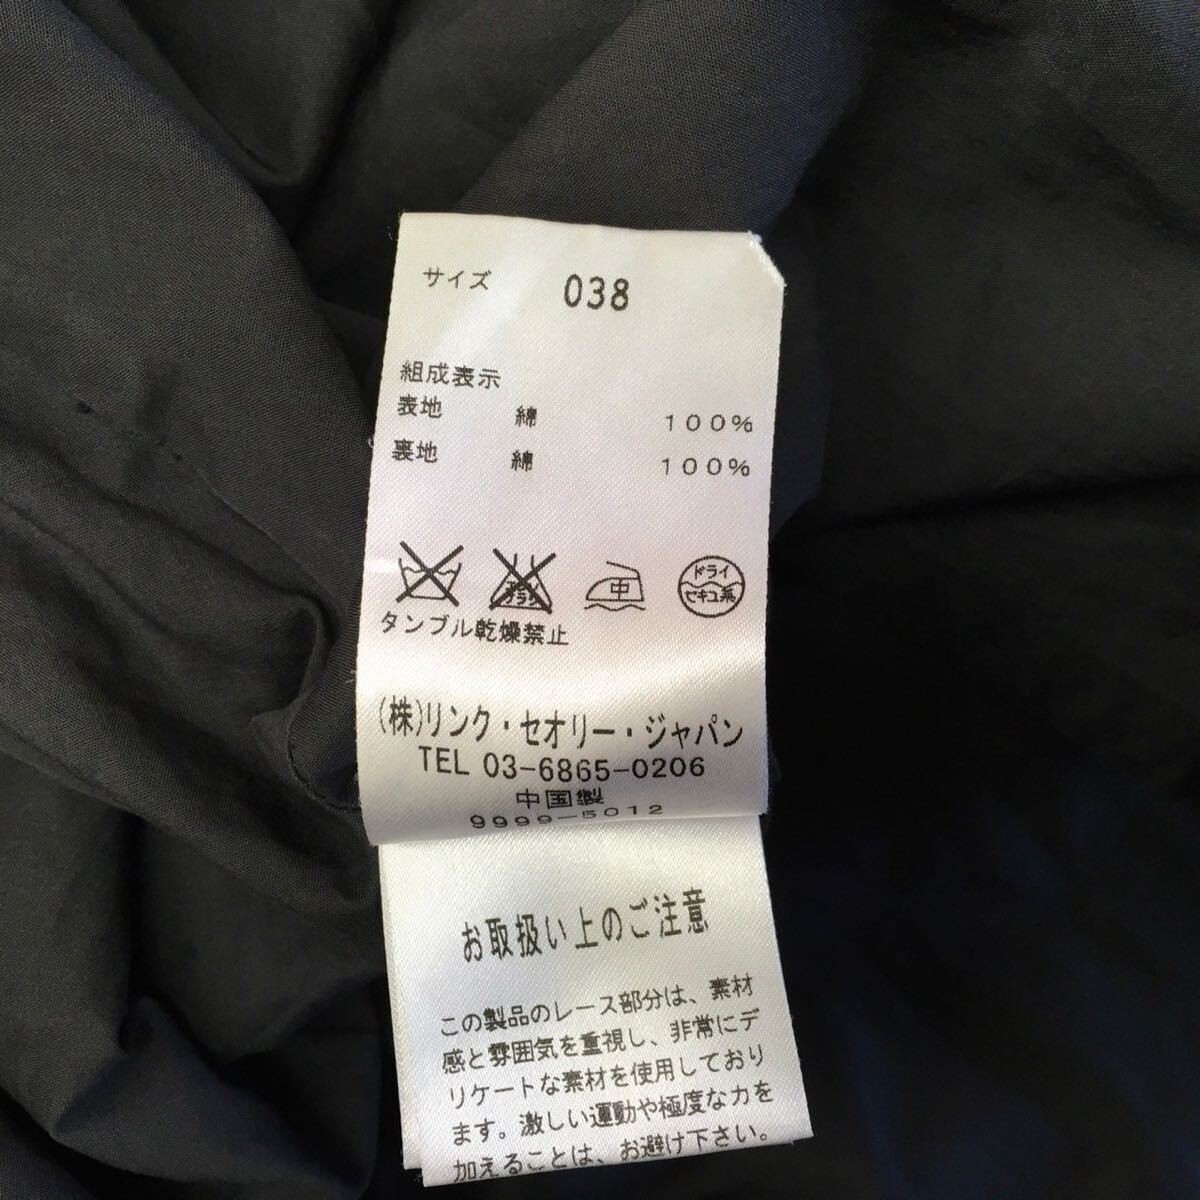 サイズ 038
組成表示
表地 綿 100%
裏地 綿 100%
中 ドライ
セキユ系
タンブル乾燥禁止
(株)リンク・セオリー・ジャパン
TEL 03-6865-0206
中国製
9999-5012
お取扱い上のご注意
この製品のレース部分は、素材
感と雰囲気を重視し、非常にデ
リケートな素材を使用しており
ます。激しい運動や極度な力を
加えることは、お避け下さい。